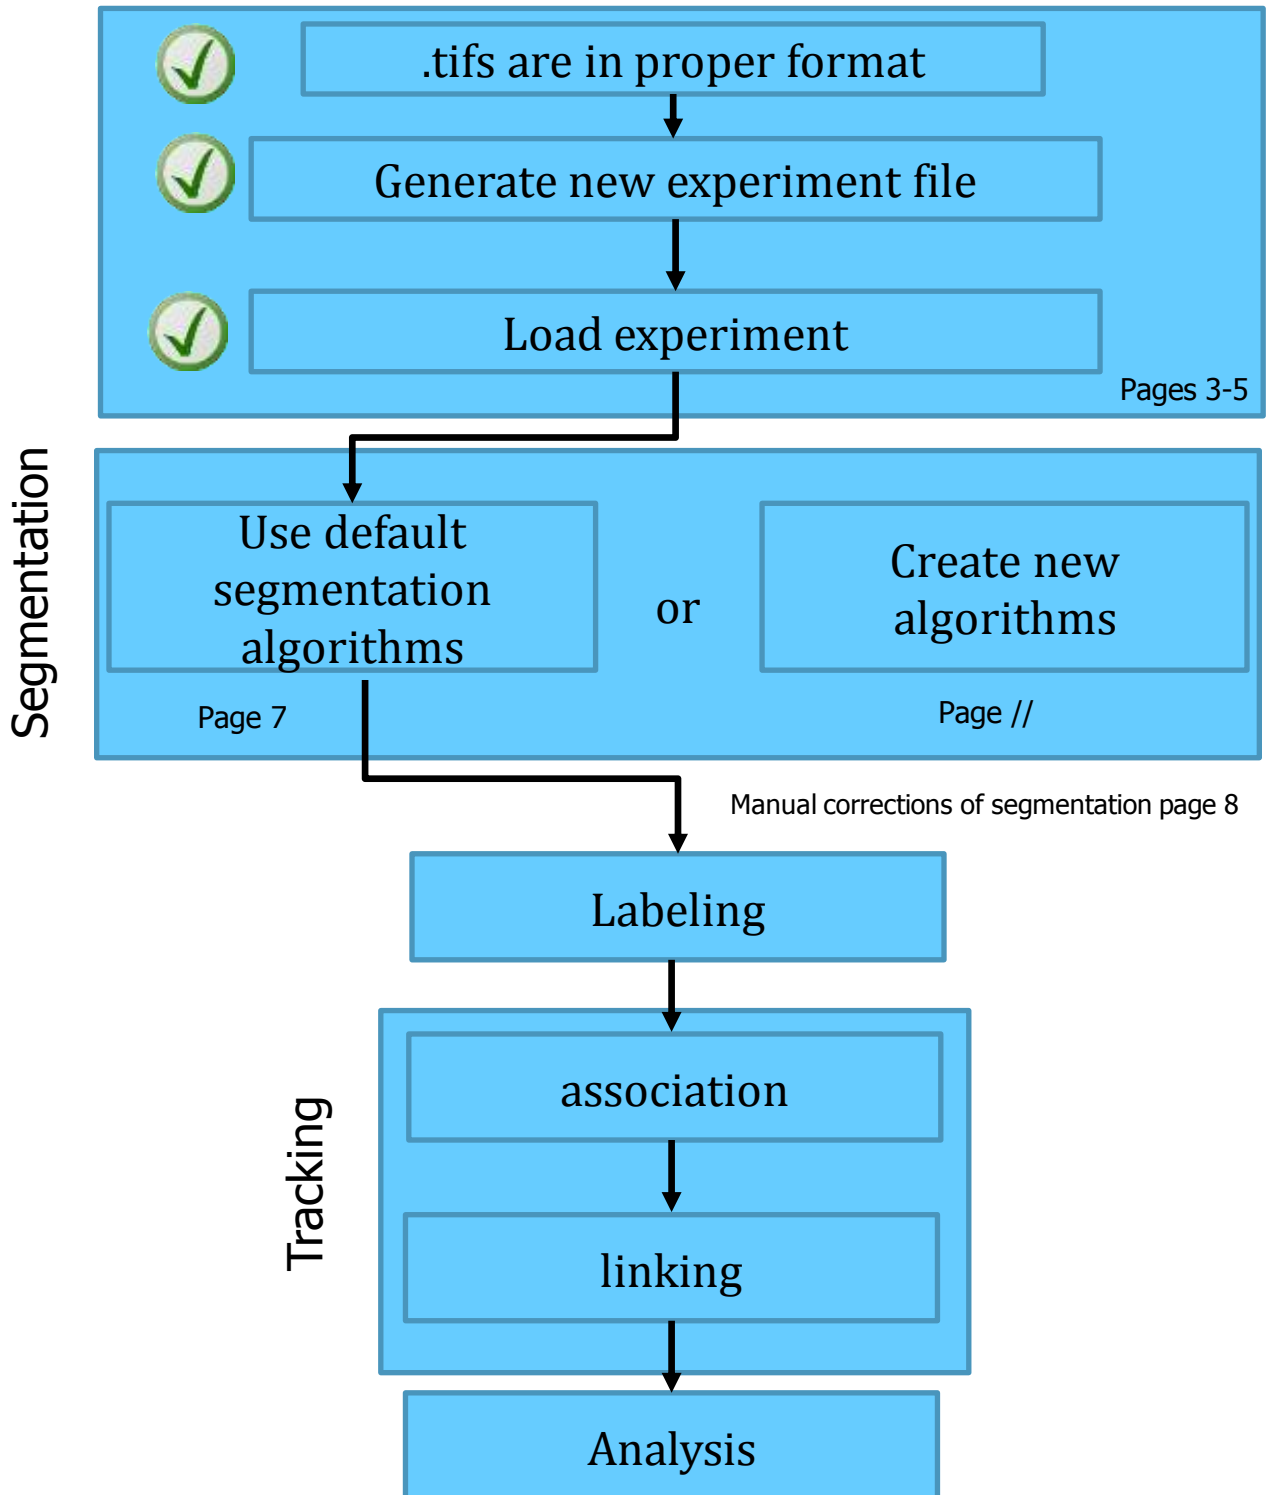 .tifs are in proper format
Generate new experiment file
Load experiment
Pages 3-5
Segmentation
Use default
segmentation
algorithms
or
Create new
algorithms
Page 7
Page //
Manual corrections of segmentation page 8
Labeling
Tracking
association
linking
Analysis